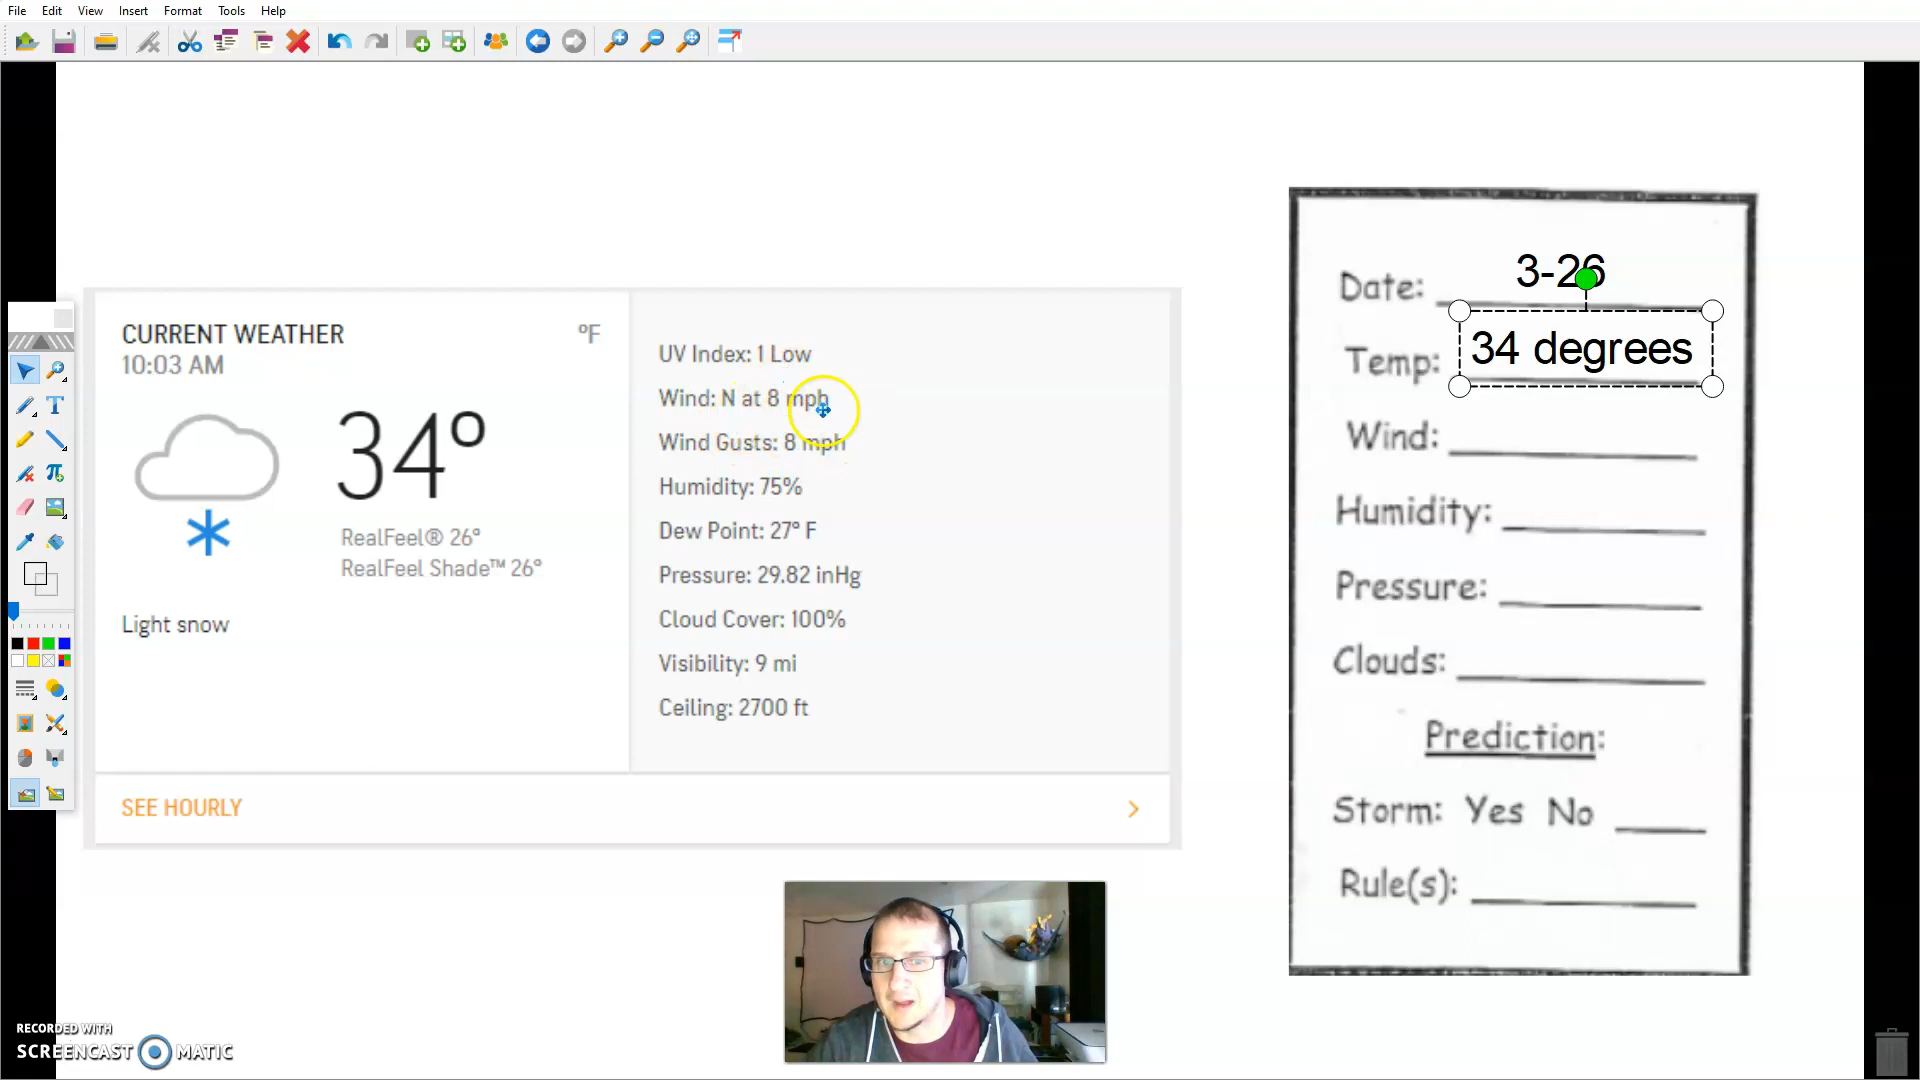 File Edit View Insert Format Tools Help
CURRENT WEATHER
10:03 AM
°F
34°
RealFeel® 26°
RealFeel Shade™ 26°
Light snow
UV Index: 1 Low
Wind: N at 8 mph
Wind Gusts: 8 mph
Humidity: 75%
Dew Point: 27° F
Pressure: 29.82 inHg
Cloud Cover: 100%
Visibility: 9 mi
Ceiling: 2700 ft
SEE HOURLY
Date: 3-26
Temp: 34 degrees
Wind:
Humidity:
Pressure:
Clouds:
Prediction:
Storm: Yes No
Rule(s):
RECORDED WITH
SCREENCAST MATIC